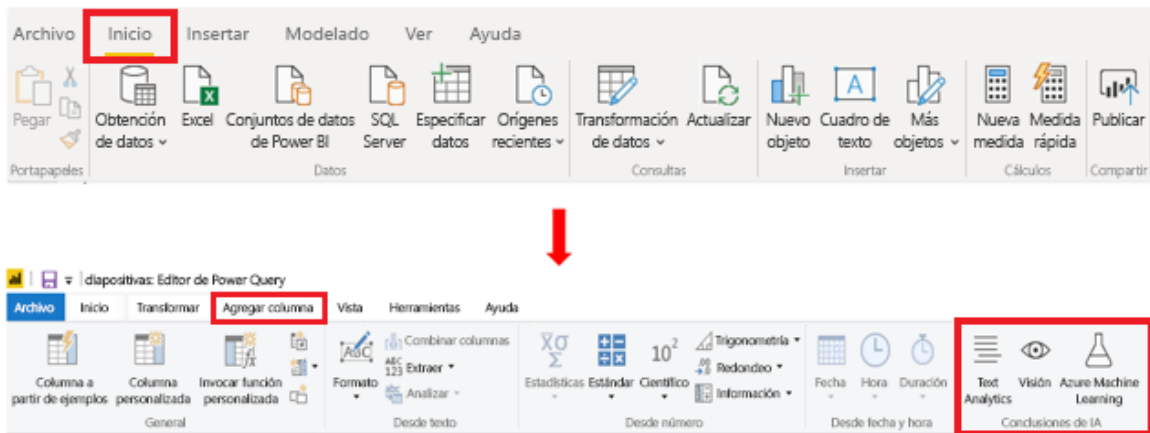 Archivo Inicio Insertar Modelado Ver Ayuda
Pegar Obtención de datos Excel Conjuntos de datos de Power BI SQL Server Especificar datos Orígenes recientes Transformación de datos Actualizar Nuevo objeto Cuadro de texto Más objetos Nueva medida Medida rápida Publicar
Portapapeles Datos Consultas Insertar Cálculos Compartir
diapositivas: Editor de Power Query
Archivo Inicio Transformar Agregar columna Vista Herramientas Ayuda
Columna a partir de ejemplos Columna personalizada Invocar función personalizada Formato Combinar columnas Extraer Analizar Estadísticas Estándar Científico Trigonometría Redondeo Información Fecha Hora Duración Text Analytics Visión Azure Machine Learning
General Desde texto Desde número Desde fecha y hora Conclusiones de IA